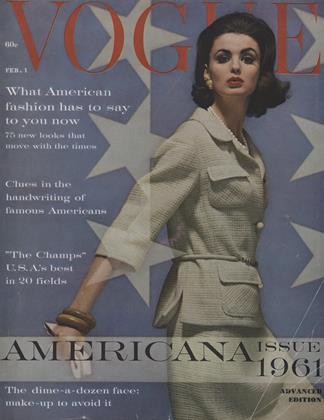 60c
VOGUE
FEB. 1
What American
fashion has to say
to you now
75 new looks that
move with the times
Clues in the
handwriting of
famous Americans
"The Champs"
U.S.A's best
in 20 fields
AMERICANA ISSUE
1961
The dime-a-dozen face:
make-up to avoid it
ADVANCED
EDITION